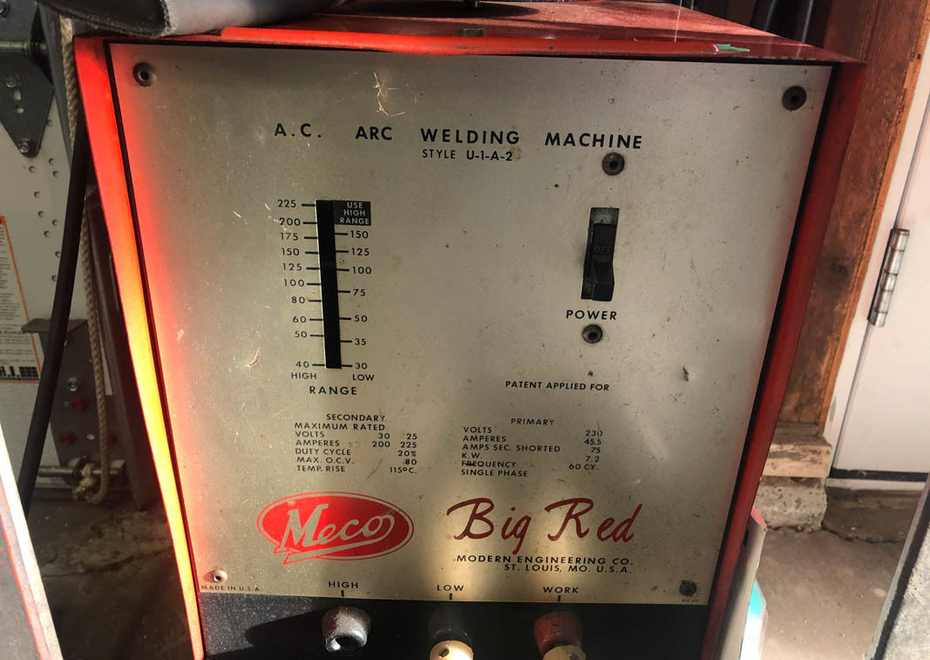 A.C. ARC WELDING MACHINE
STYLE U-1-A-2
225
200
175
150
125
100
80
60
50
40
HIGH
USE
HIGH
RANGE
150
125
100
75
50
35
30
LOW
RANGE
OFF
POWER
PATENT APPLIED FOR
SECONDARY
MAXIMUM RATED
VOLTS 30 25
AMPERES 200 225
DUTY CYCLE 20%
MAX. O.C.V. 80
TEMP. RISE 115°C.
PRIMARY
VOLTS 230
AMPERES 45.5
AMPS SEC. SHORTED 75
K.W. 7.2
FREQUENCY 60 CY.
SINGLE PHASE
Meco
Big Red
MODERN ENGINEERING CO.
ST. LOUIS, MO. U.S.A.
MADE IN U.S.A.
HIGH
LOW
WORK